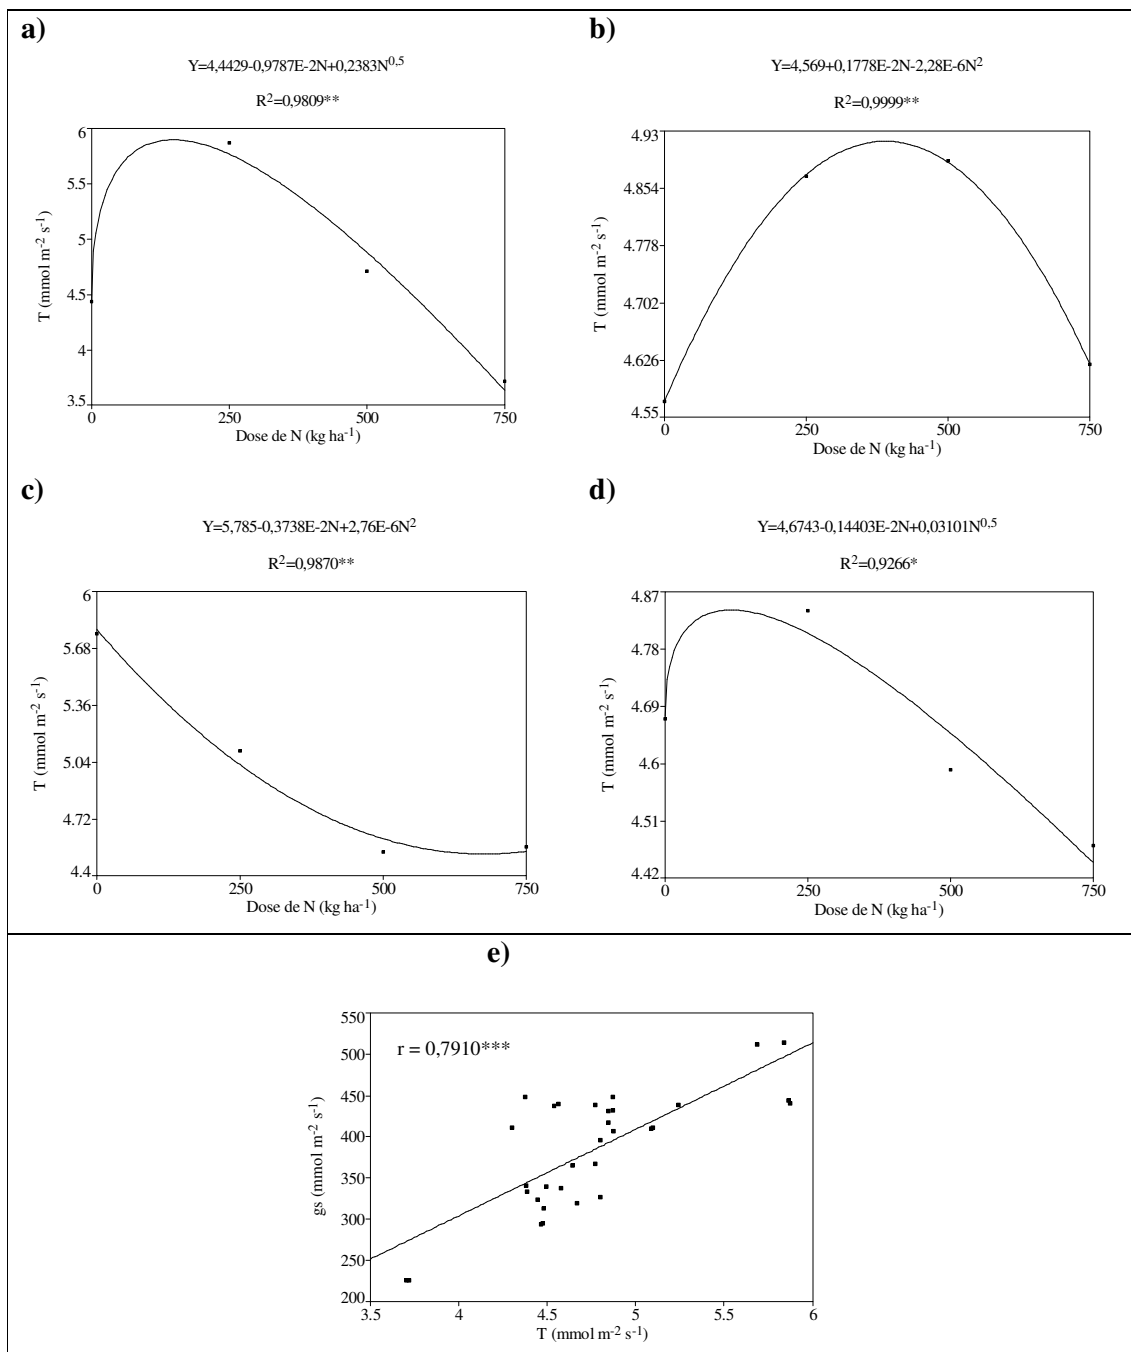 a)
Y=4,4429-0,9787E-2N+0,2383N^0,5
R^2=0,9809**
6
5.5
5
4.5
4
3.5
0 250 500 750
T (mmol m^-2 s^-1)
Dose de N (kg ha^-1)
b)
Y=4,569+0,1778E-2N-2,28E-6N^2
R^2=0,9999**
4.93
4.854
4.778
4.702
4.626
4.55
0 250 500 750
T (mmol m^-2 s^-1)
Dose de N (kg ha^-1)
c)
Y=5,785-0,3738E-2N+2,76E-6N^2
R^2=0,9870**
6
5.68
5.36
5.04
4.72
4.4
0 250 500 750
T (mmol m^-2 s^-1)
Dose de N (kg ha^-1)
d)
Y=4,6743-0,14403E-2N+0,03101N^0,5
R^2=0,9266*
4.87
4.78
4.69
4.6
4.51
4.42
0 250 500 750
T (mmol m^-2 s^-1)
Dose de N (kg ha^-1)
e)
r = 0,7910***
550
500
450
400
350
300
250
200
3.5 4 4.5 5 5.5 6
gs (mmol m^-2 s^-1)
T (mmol m^-2 s^-1)